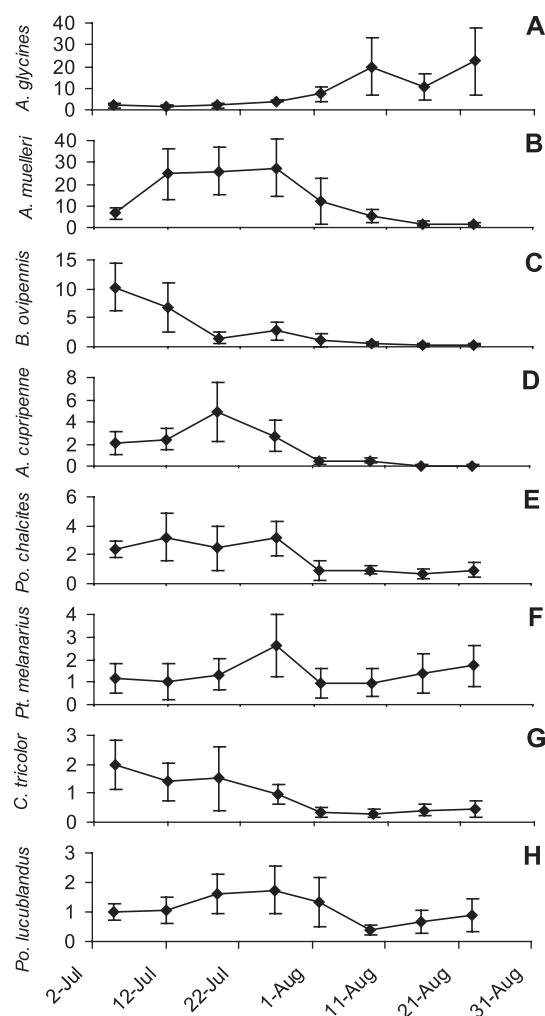 A
A. glycines
40
30
20
10
0
B
A. muelleri
40
30
20
10
0
C
B. ovipennis
15
10
5
0
D
A. cupripenne
8
6
4
2
0
E
Po. chalcites
6
4
2
0
F
Pt. melanarius
4
3
2
1
0
G
C. tricolor
3
2
1
0
H
Po. lucublandus
3
2
1
0
2-Jul 12-Jul 22-Jul 1-Aug 11-Aug 21-Aug 31-Aug